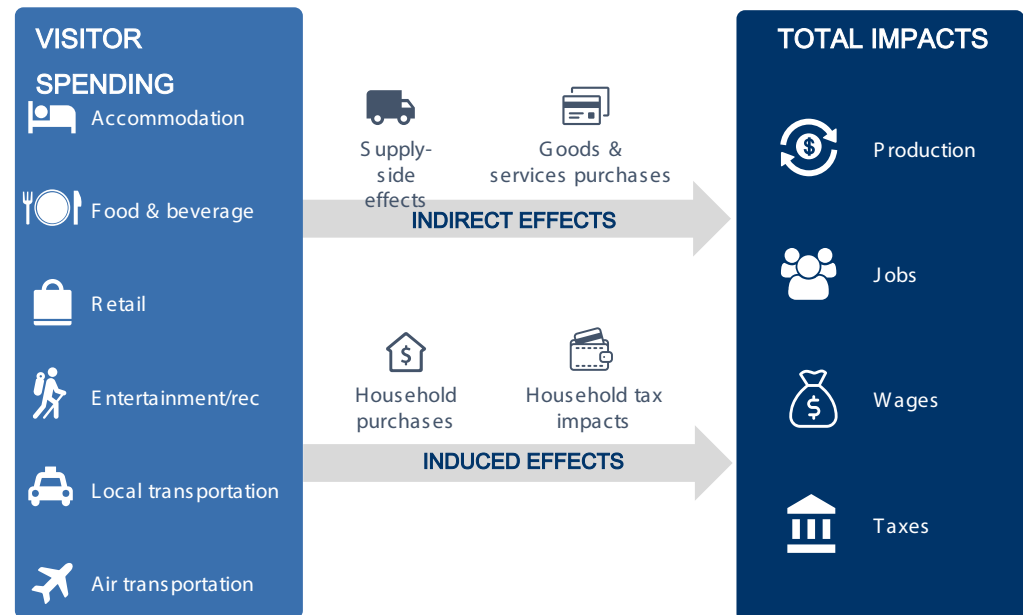 VISITOR
SPENDING
Accommodation
Food & beverage
Retail
Entertainment/rec
Local transportation
Air transportation
Supply-
side
effects
Goods &
services purchases
INDIRECT EFFECTS
$
Household
purchases
Household tax
impacts
INDUCED EFFECTS
TOTAL IMPACTS
$
Production
Jobs
$
Wages
Taxes